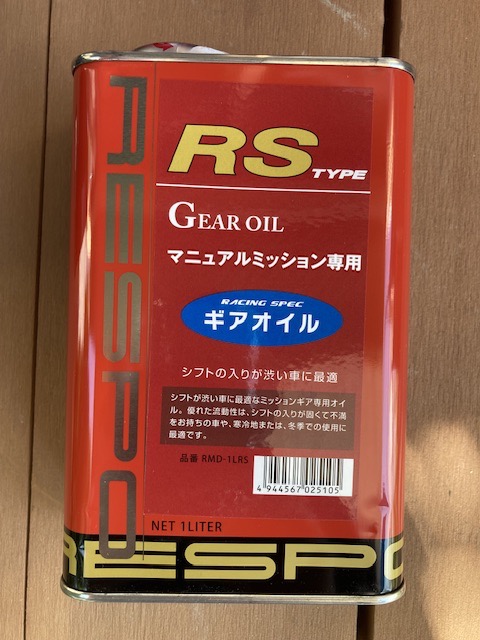 RESPO
RS
TYPE
GEAR OIL
マニュアルミッション専用
RACING SPEC
ギアオイル
シフトの入りが渋い車に最適
シフトが渋い車に最適なミッションギア専用オイ
ル。優れた流動性は、シフトの入りが固くて不満
をお持ちの車や、寒冷地または、冬季での使用に
最適です。
品番 RMD-1LRS
4 944567 025105
NET 1LITER
RESPO